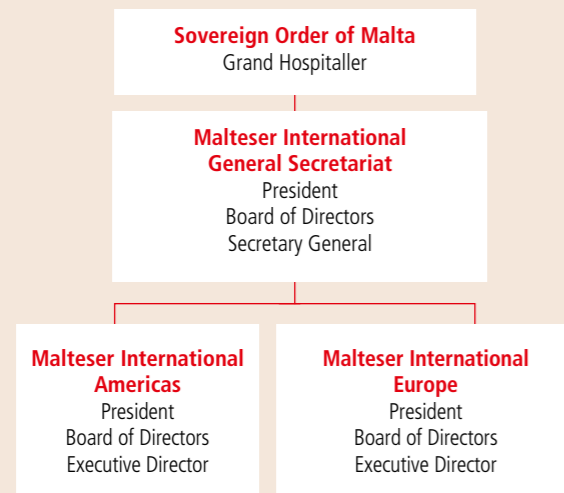 Sovereign Order of Malta
Grand Hospitaller
Malteser International
General Secretariat
President
Board of Directors
Secretary General
Malteser International
Americas
President
Board of Directors
Executive Director
Malteser International
Europe
President
Board of Directors
Executive Director